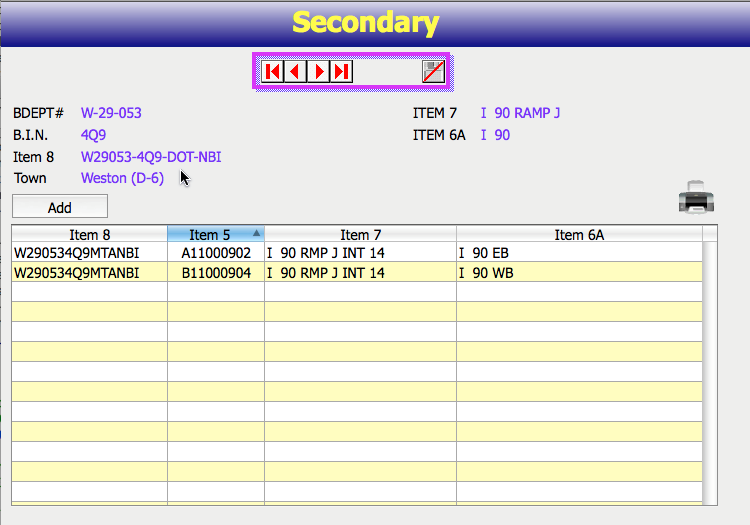 Secondary
BDEPT# W-29-053 ITEM 7 I 90 RAMP J
B.I.N. 4Q9 ITEM 6A I 90
Item 8 W29053-4Q9-DOT-NBI
Town Weston (D-6)
Add
Item 8 Item 5 Item 7 Item 6A
W290534Q9MTANBI A11000902 I 90 RMP J INT 14 I 90 EB
W290534Q9MTANBI B11000904 I 90 RMP J INT 14 I 90 WB